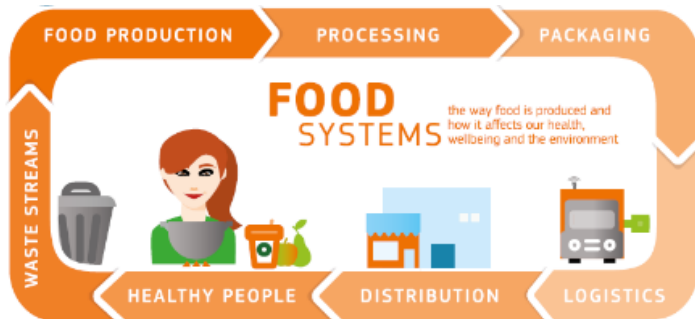 FOOD PRODUCTION
PROCESSING
PACKAGING
FOOD
SYSTEMS
the way food is produced and
how it affects our health,
wellbeing and the environment
LOGISTICS
DISTRIBUTION
HEALTHY PEOPLE
WASTE STREAMS